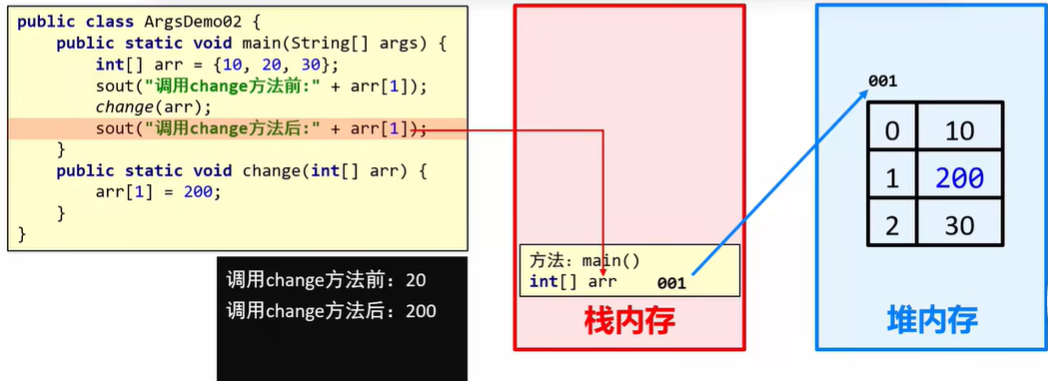 public class ArgsDemo02 {
public static void main(String[] args) {
int[] arr = {10, 20, 30};
sout("调用change方法前:" + arr[1]);
change(arr);
sout("调用change方法后:" + arr[1]);
}
public static void change(int[] arr) {
arr[1] = 200;
}
}
调用change方法前：20
调用change方法后：200
方法：main()
int[] arr 001
栈内存
001
0 10
1 200
2 30
堆内存